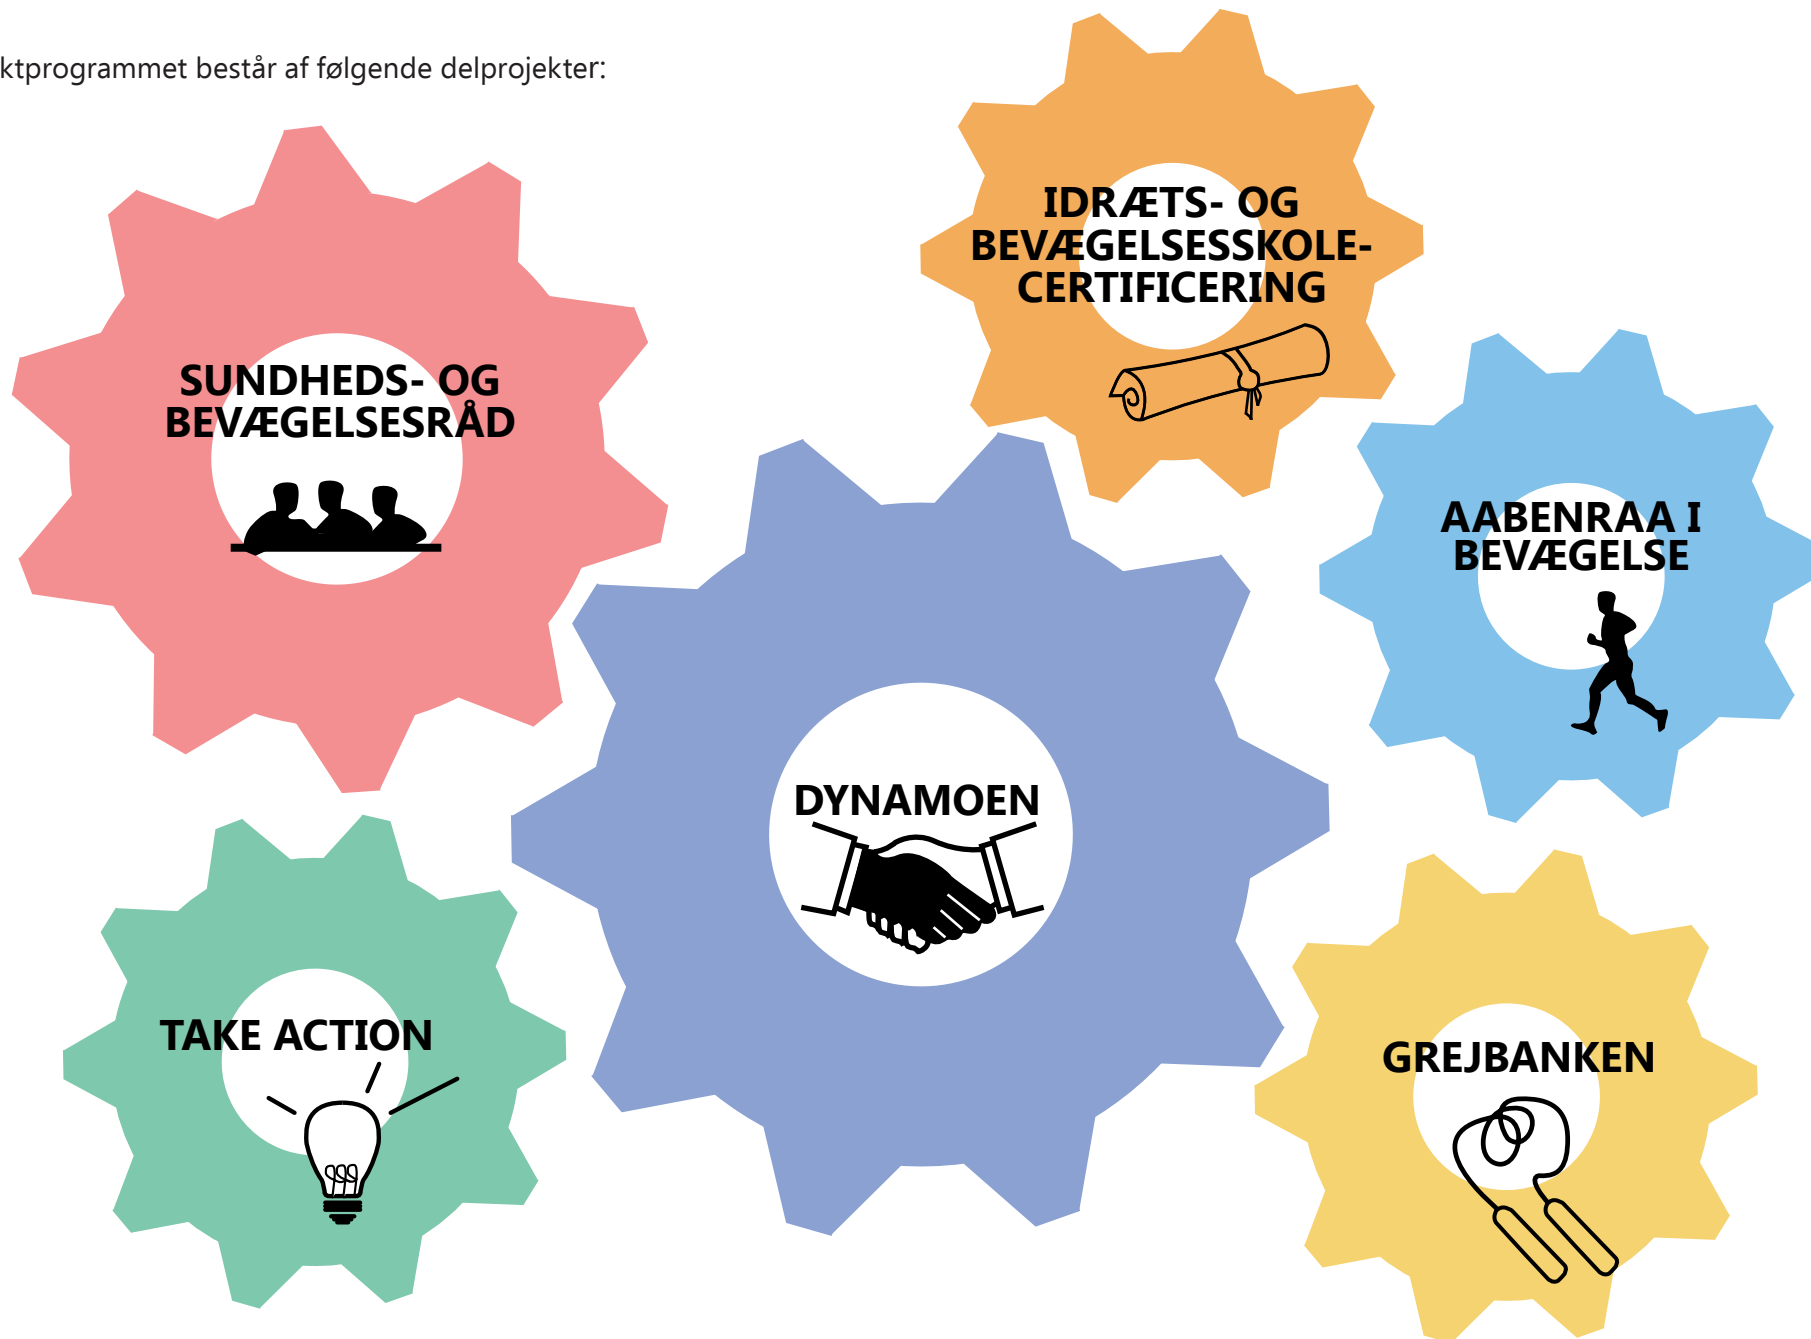 ktprogrammet består af følgende delprojekter:
IDRÆTS- OG
BEVÆGELSESSKOLE-
CERTIFICERING
SUNDHEDS- OG
BEVÆGELSESRÅD
AABENRAA I
BEVÆGELSE
DYNAMOEN
TAKE ACTION
GREJBANKEN